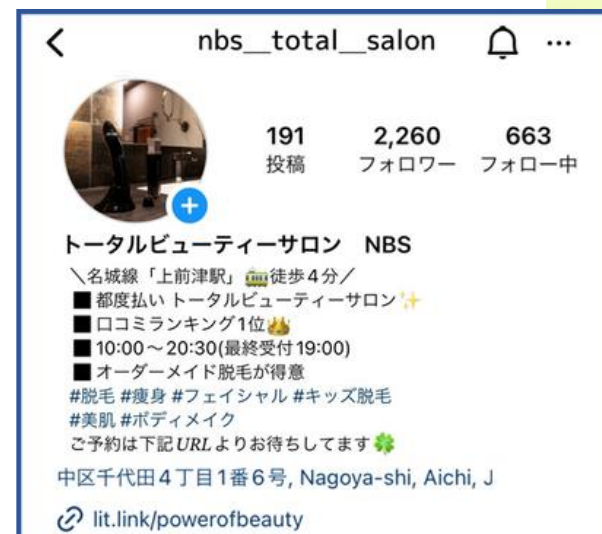 nbs__total__salon
191 2,260 663
投稿 フォロワー フォロー中
トータルビューティーサロン NBS
＼名城線「上前津駅」🚃徒歩4分／
■ 都度払い トータルビューティーサロン✨
■ 口コミランキング1位👑
■ 10:00～20:30(最終受付19:00)
■ オーダーメイド脱毛が得意
#脱毛 #痩身 #フェイシャル #キッズ脱毛
#美肌 #ボディメイク
ご予約は下記URLよりお待ちしてます🍀
中区千代田4丁目1番6号, Nagoya-shi, Aichi, J
lit.link/powerofbeauty